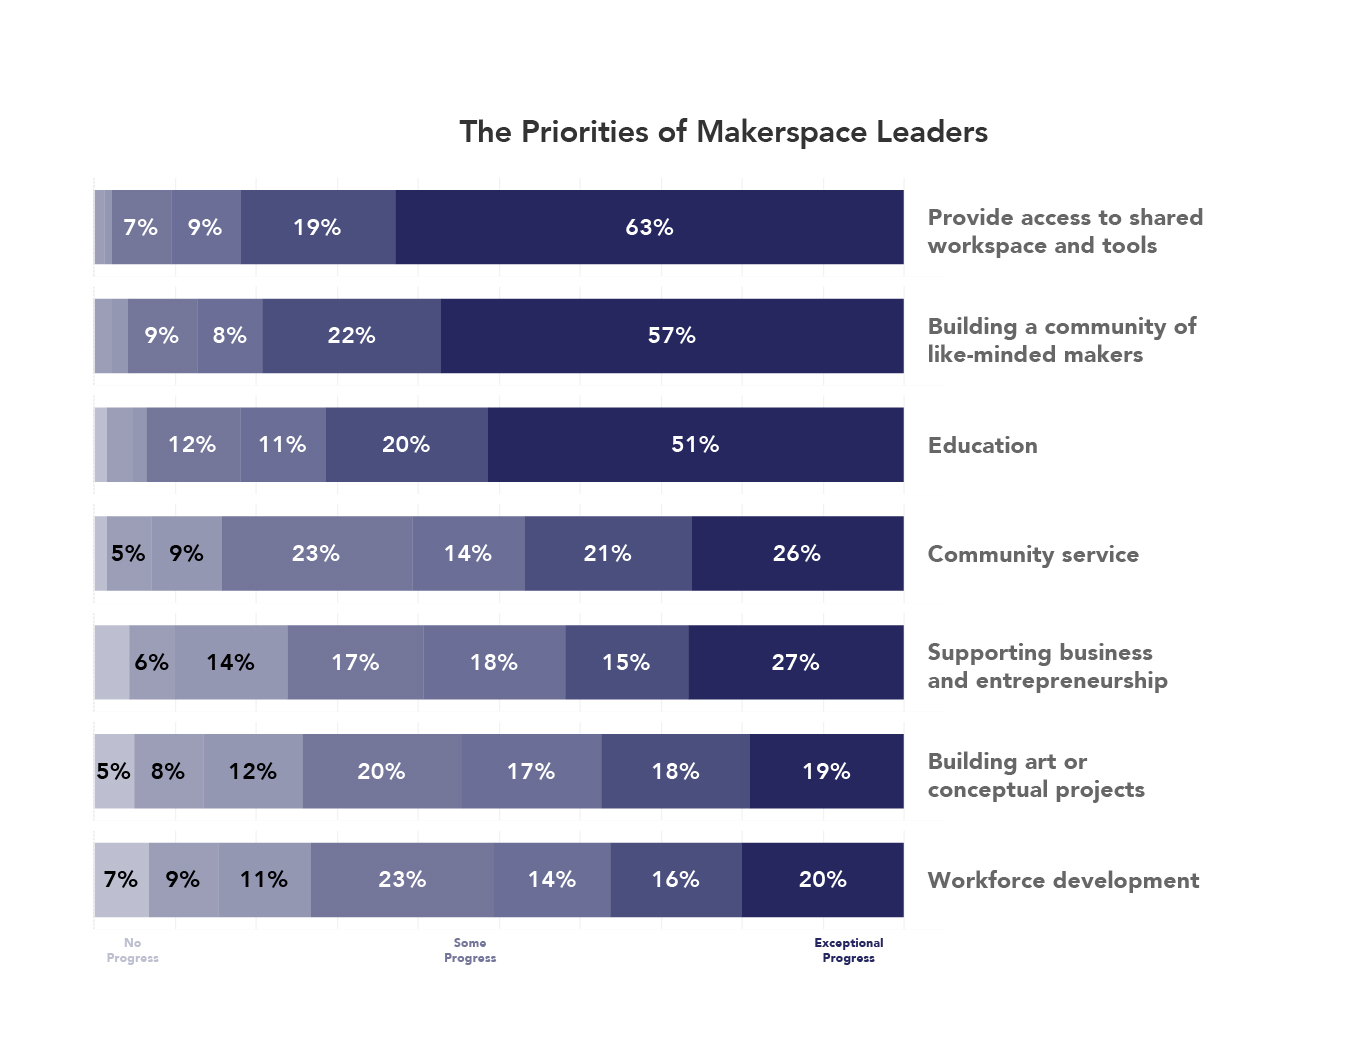 The Priorities of Makerspace Leaders
7% 9% 19% 63%
Provide access to shared
workspace and tools
9% 8% 22% 57%
Building a community of
like-minded makers
12% 11% 20% 51%
Education
5% 9% 23% 14% 21% 26%
Community service
6% 14% 17% 18% 15% 27%
Supporting business
and entrepreneurship
5% 8% 12% 20% 17% 18% 19%
Building art or
conceptual projects
7% 9% 11% 23% 14% 16% 20%
Workforce development
No
Progress
Some
Progress
Exceptional
Progress